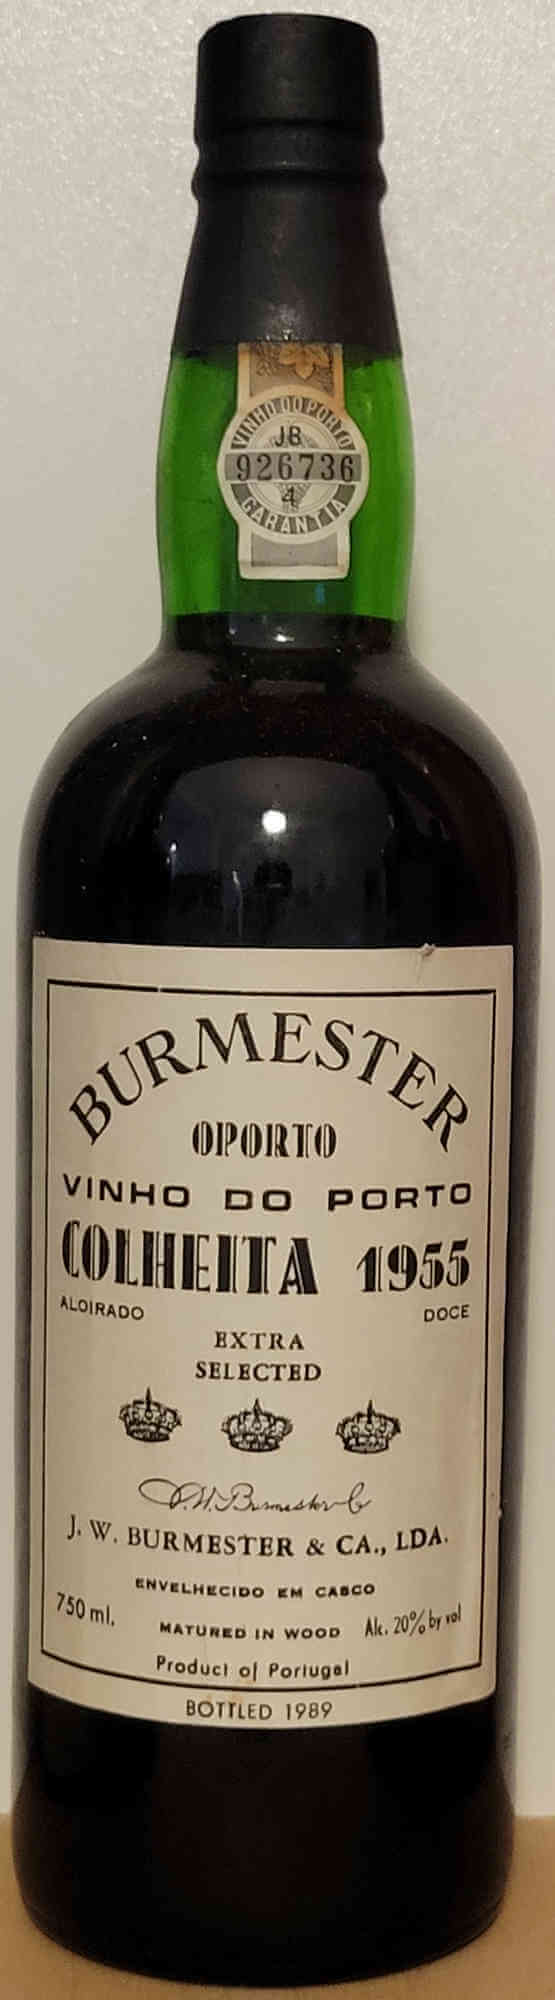 VINHO DO PORTO
JB
926736
4
GARANTIA
BURMESTER
OPORTO
VINHO DO PORTO
COLHEITA 1955
ALOIRADO DOCE
EXTRA
SELECTED
J. W. Burmester & Co
J. W. BURMESTER & CA., LDA.
ENVELHECIDO EM CASCO
750 ml. MATURED IN WOOD Alc. 20% by vol
Product of Portugal
BOTTLED 1989